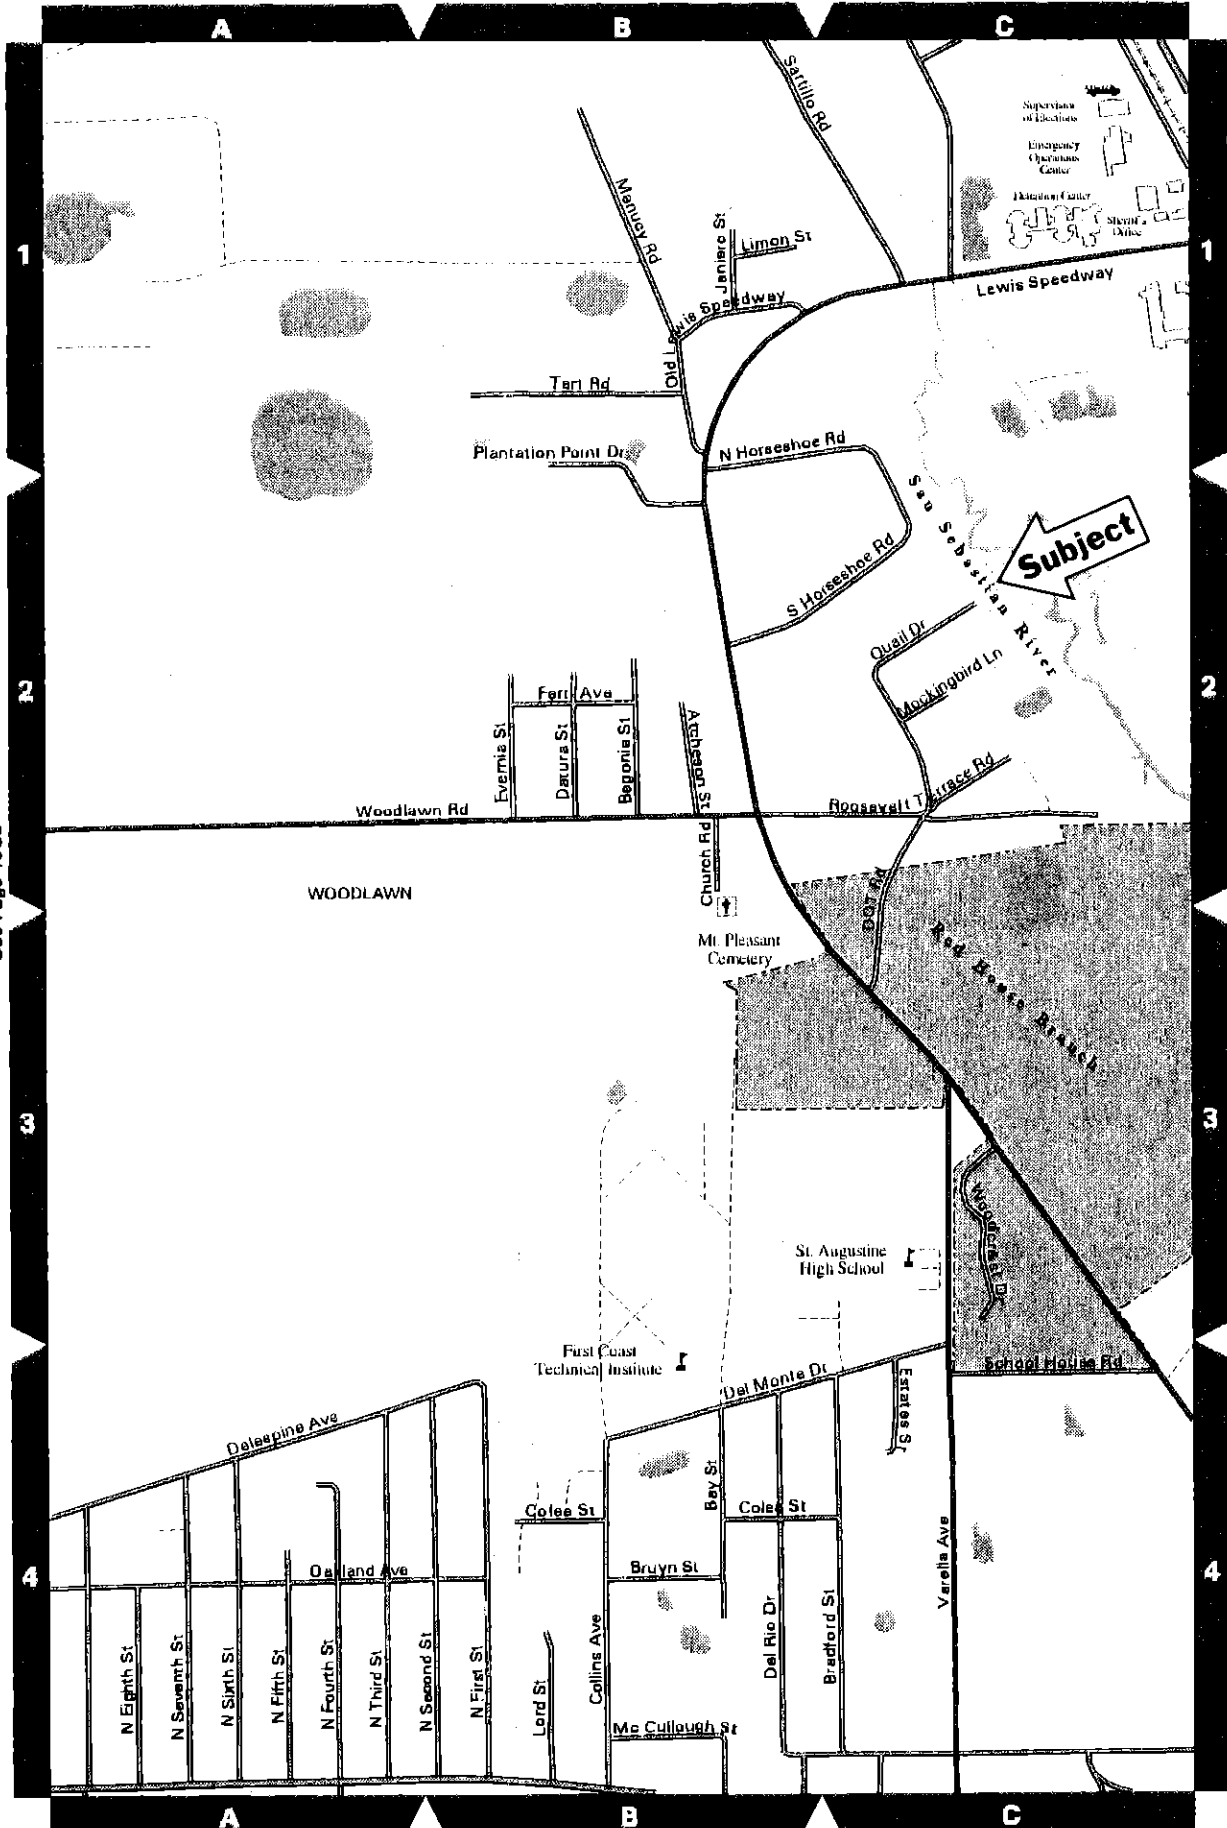 A
B
C
Sartillo Rd
Supervisor
of Elections
Emergency
Operations
Center
Detention Center
Sheriff's
Office
Manucy Rd
Janiero St
Limon St
1
1
Lewis Speedway
Old Lewis Speedway
Tart Rd
Plantation Point Dr
N Horseshoe Rd
San Sebastian River
Subject
S Horseshoe Rd
Quail Dr
Mockingbird Ln
2
2
Ferri Ave
Evernia St
Datura St
Begonia St
Atcheson St
Roosevelt Terrace Rd
Woodlawn Rd
Church Rd
WOODLAWN
DOT Rd
Mt. Pleasant
Cemetery
Red House Branch
3
3
Woodcrest Dr
St. Augustine
High School
First Coast
Technical Institute
School House Rd
Del Monte Dr
Estates St
Delespine Ave
Bay St
Colee St
Colee St
Varella Ave
4
4
Oakland Ave
Bruyn St
N Eighth St
N Seventh St
N Sixth St
N Fifth St
N Fourth St
N Third St
N Second St
N First St
Lord St
Collins Ave
Del Rio Dr
Bradford St
Mc Cullough St
A
B
C